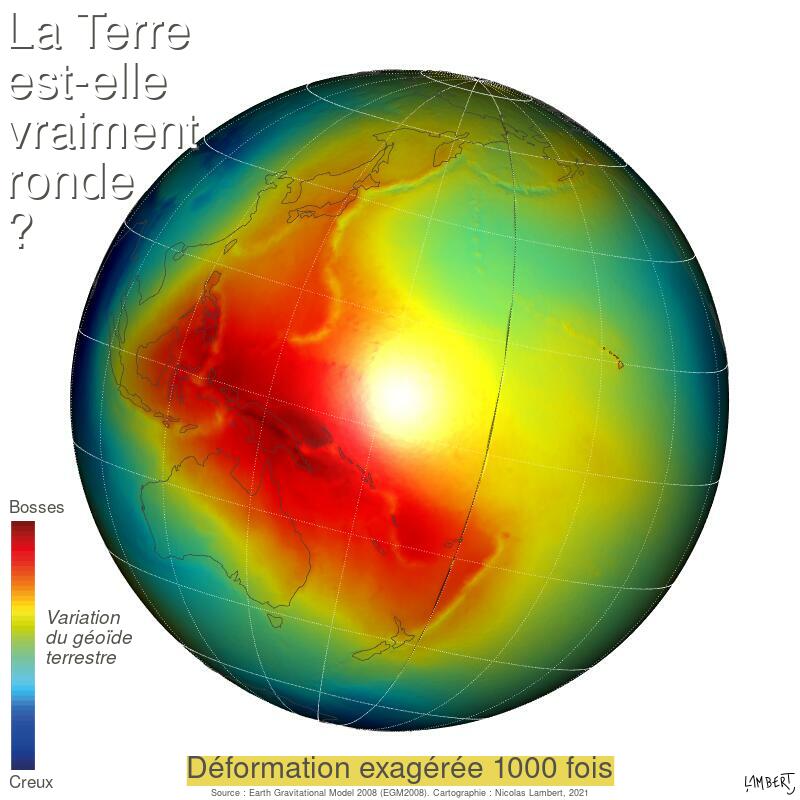 La Terre
est-elle
vraiment
ronde
?
Bosses
Variation
du géoïde
terrestre
Creux
Déformation exagérée 1000 fois
Source : Earth Gravitational Model 2008 (EGM2008). Cartographie : Nicolas Lambert, 2021
LAMBERT